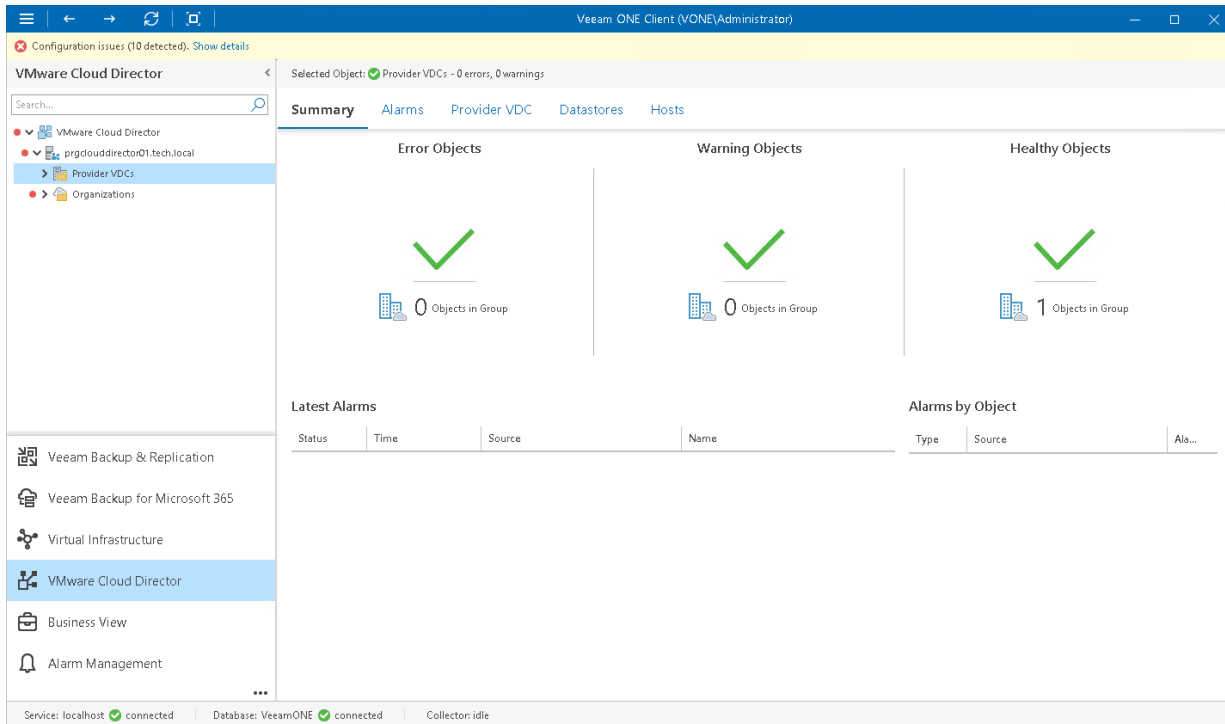 Veeam ONE Client (VONE\Administrator)
Configuration issues (10 detected). Show details
VMware Cloud Director
Search...
VMware Cloud Director
prgclouddirector01.tech.local
Provider VDCs
Organizations
Veeam Backup & Replication
Veeam Backup for Microsoft 365
Virtual Infrastructure
VMware Cloud Director
Business View
Alarm Management
Selected Object: Provider VDCs - 0 errors, 0 warnings
Summary Alarms Provider VDC Datastores Hosts
Error Objects Warning Objects Healthy Objects
0 Objects in Group 0 Objects in Group 1 Objects in Group
Latest Alarms
Status Time Source Name
Alarms by Object
Type Source Ala...
Service: localhost connected Database: VeeamONE connected Collector: idle